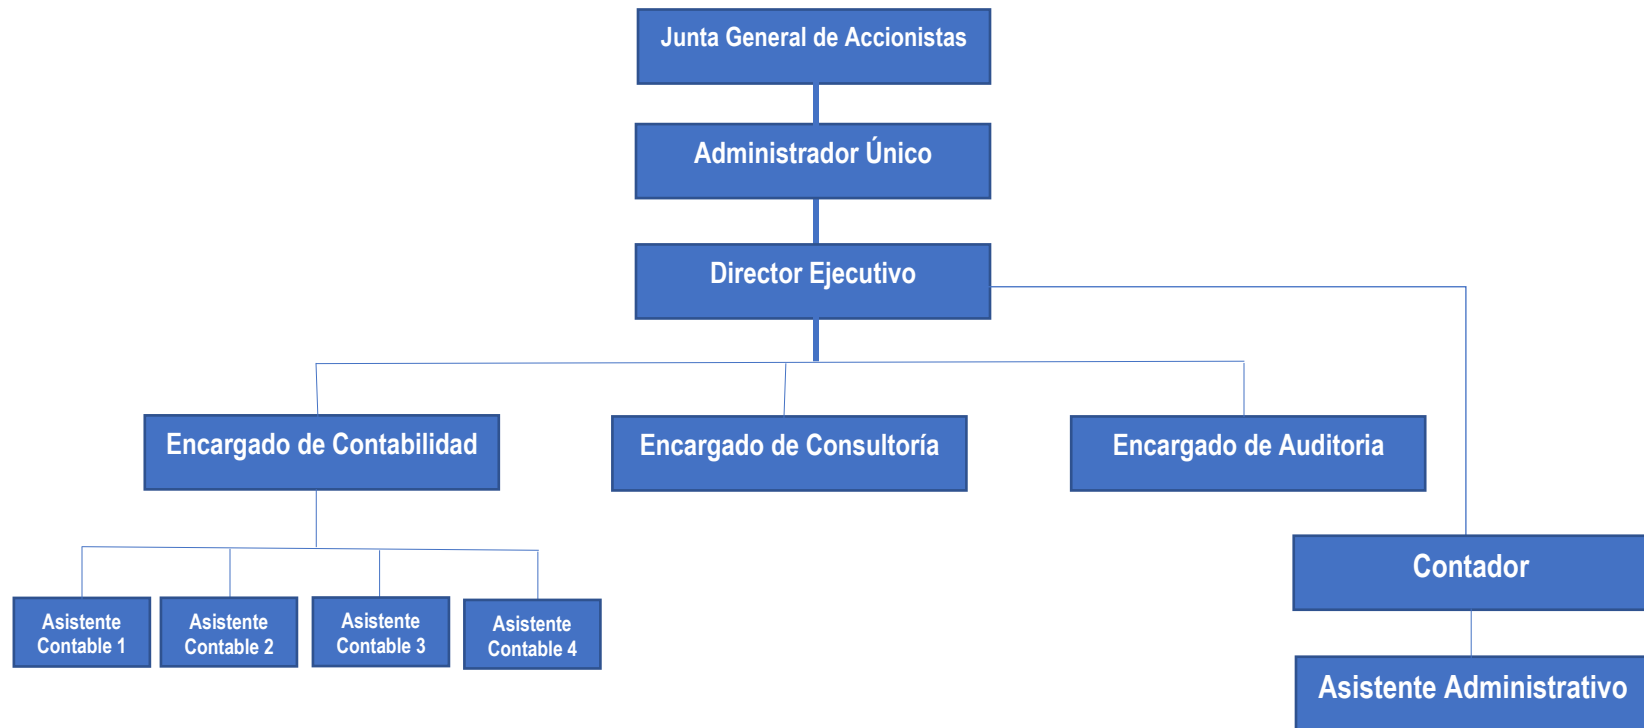 Junta General de Accionistas
Administrador Único
Director Ejecutivo
Encargado de Contabilidad
Encargado de Consultoría
Encargado de Auditoria
Contador
Asistente
Contable 1
Asistente
Contable 2
Asistente
Contable 3
Asistente
Contable 4
Asistente Administrativo